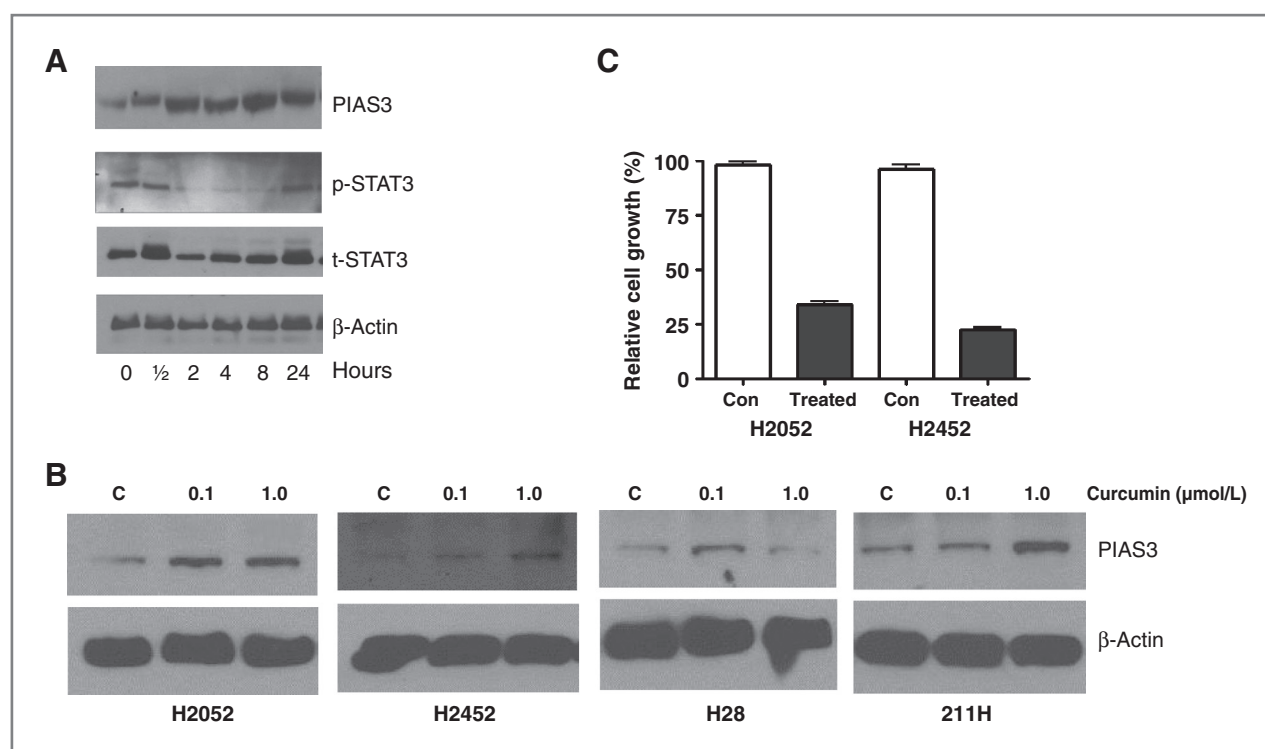 A
PIAS3
p-STAT3
t-STAT3
β-Actin
0 ½ 2 4 8 24 Hours
C
Relative cell growth (%)
100
75
50
25
0
Con Treated Con Treated
H2052 H2452
B
C 0.1 1.0 C 0.1 1.0 C 0.1 1.0 C 0.1 1.0 Curcumin (µmol/L)
PIAS3
β-Actin
H2052 H2452 H28 211H